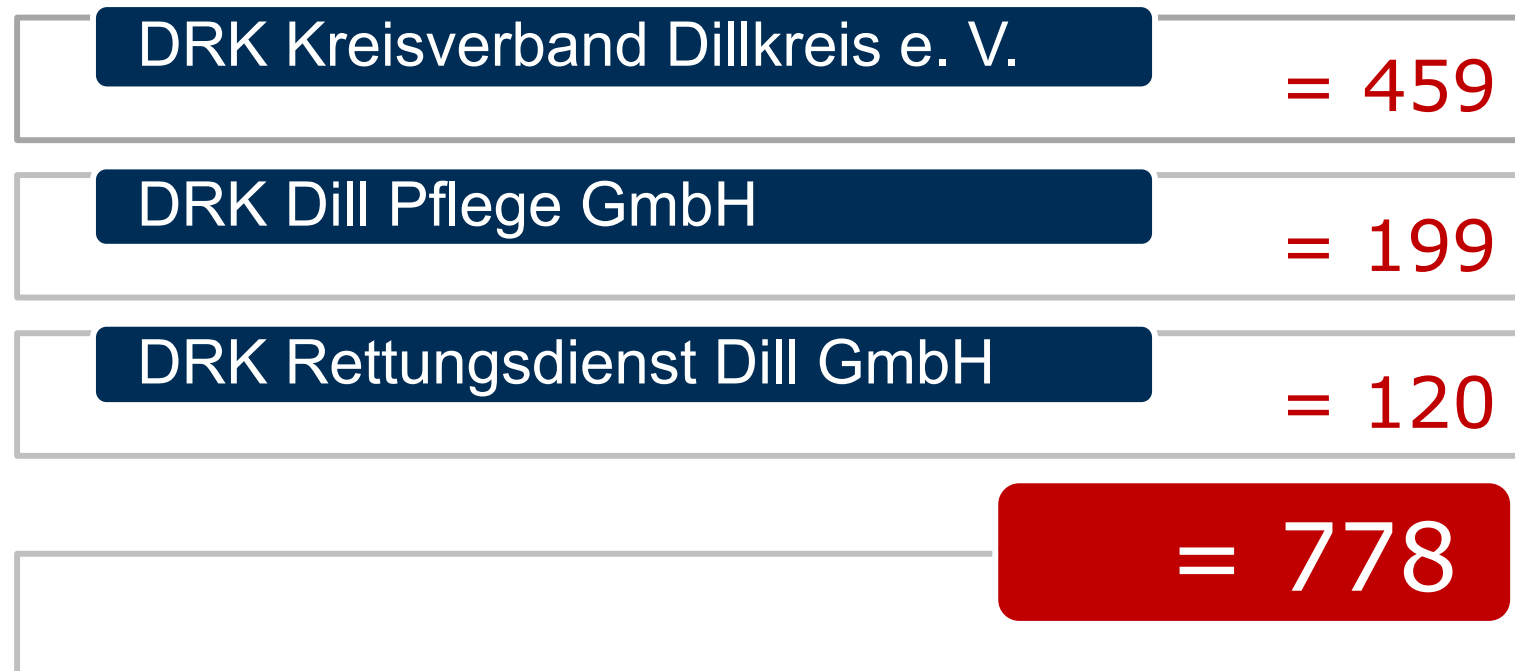 DRK Kreisverband Dillkreis e. V.
= 459
DRK Dill Pflege GmbH
= 199
DRK Rettungsdienst Dill GmbH
= 120
= 778